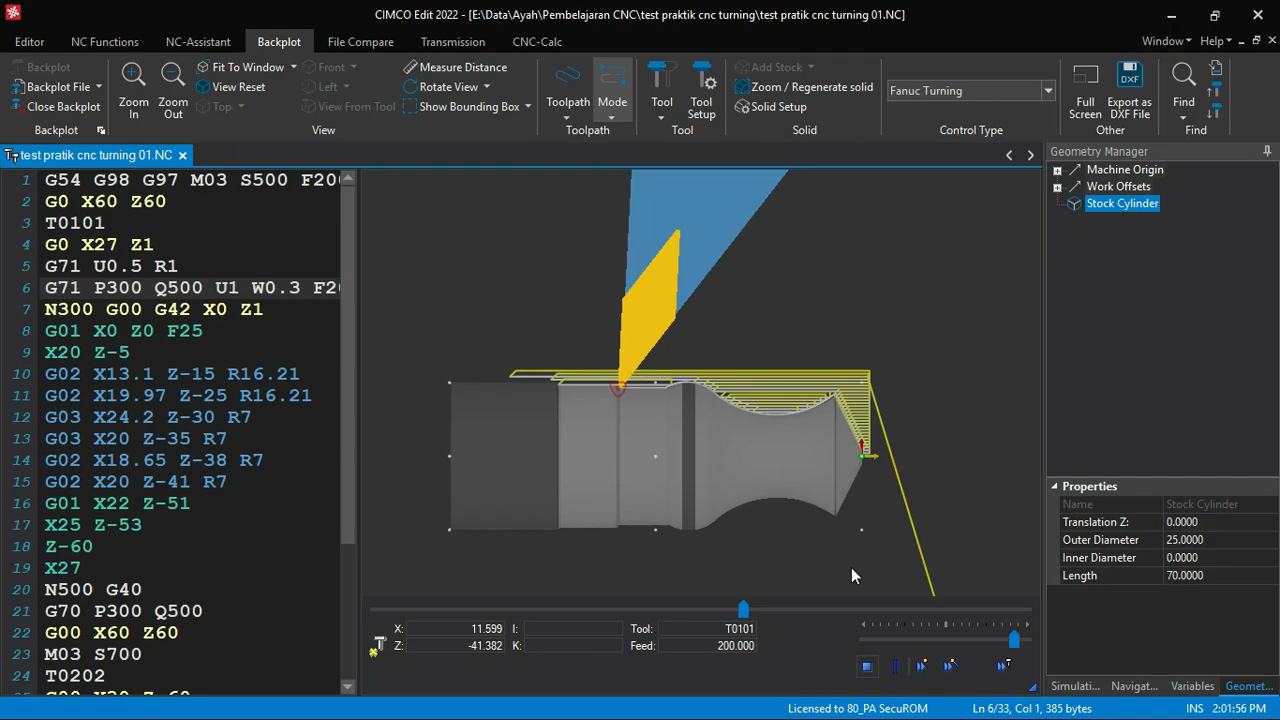 CIMCO Edit 2022 - [E:\Data\Ayah\Pembelajaran CNC\test praktik cnc turning\test pratik cnc turning 01.NC]
Editor NC Functions NC-Assistant Backplot File Compare Transmission CNC-Calc Window Help
Backplot
Backplot File
Close Backplot
Backplot
Zoom In
Zoom Out
Fit To Window
View Reset
Top
Front
Left
View From Tool
Measure Distance
Rotate View
Show Bounding Box
View
Toolpath
Mode
Toolpath
Tool
Tool Setup
Tool
Add Stock
Zoom / Regenerate solid
Solid Setup
Solid
Fanuc Turning
Control Type
Full Screen
Export as DXF File
Other
Find
Find
test pratik cnc turning 01.NC
1 G54 G98 G97 M03 S500 F200
2 G0 X60 Z60
3 T0101
4 G0 X27 Z1
5 G71 U0.5 R1
6 G71 P300 Q500 U1 W0.3 F20
7 N300 G00 G42 X0 Z1
8 G01 X0 Z0 F25
9 X20 Z-5
10 G02 X13.1 Z-15 R16.21
11 G02 X19.97 Z-25 R16.21
12 G03 X24.2 Z-30 R7
13 G03 X20 Z-35 R7
14 G02 X18.65 Z-38 R7
15 G02 X20 Z-41 R7
16 G01 X22 Z-51
17 X25 Z-53
18 Z-60
19 X27
20 N500 G40
21 G70 P300 Q500
22 G00 X60 Z60
23 M03 S700
24 T0202
X: 11.599 I: Tool: T0101
Z: -41.382 K: Feed: 200.000
Geometry Manager
Machine Origin
Work Offsets
Stock Cylinder
Properties
Name Stock Cylinder
Translation Z: 0.0000
Outer Diameter 25.0000
Inner Diameter 0.0000
Length 70.0000
Simulati... Navigat... Variables Geomet...
Licensed to 80_PA SecuROM Ln 6/33, Col 1, 385 bytes INS 2:01:56 PM